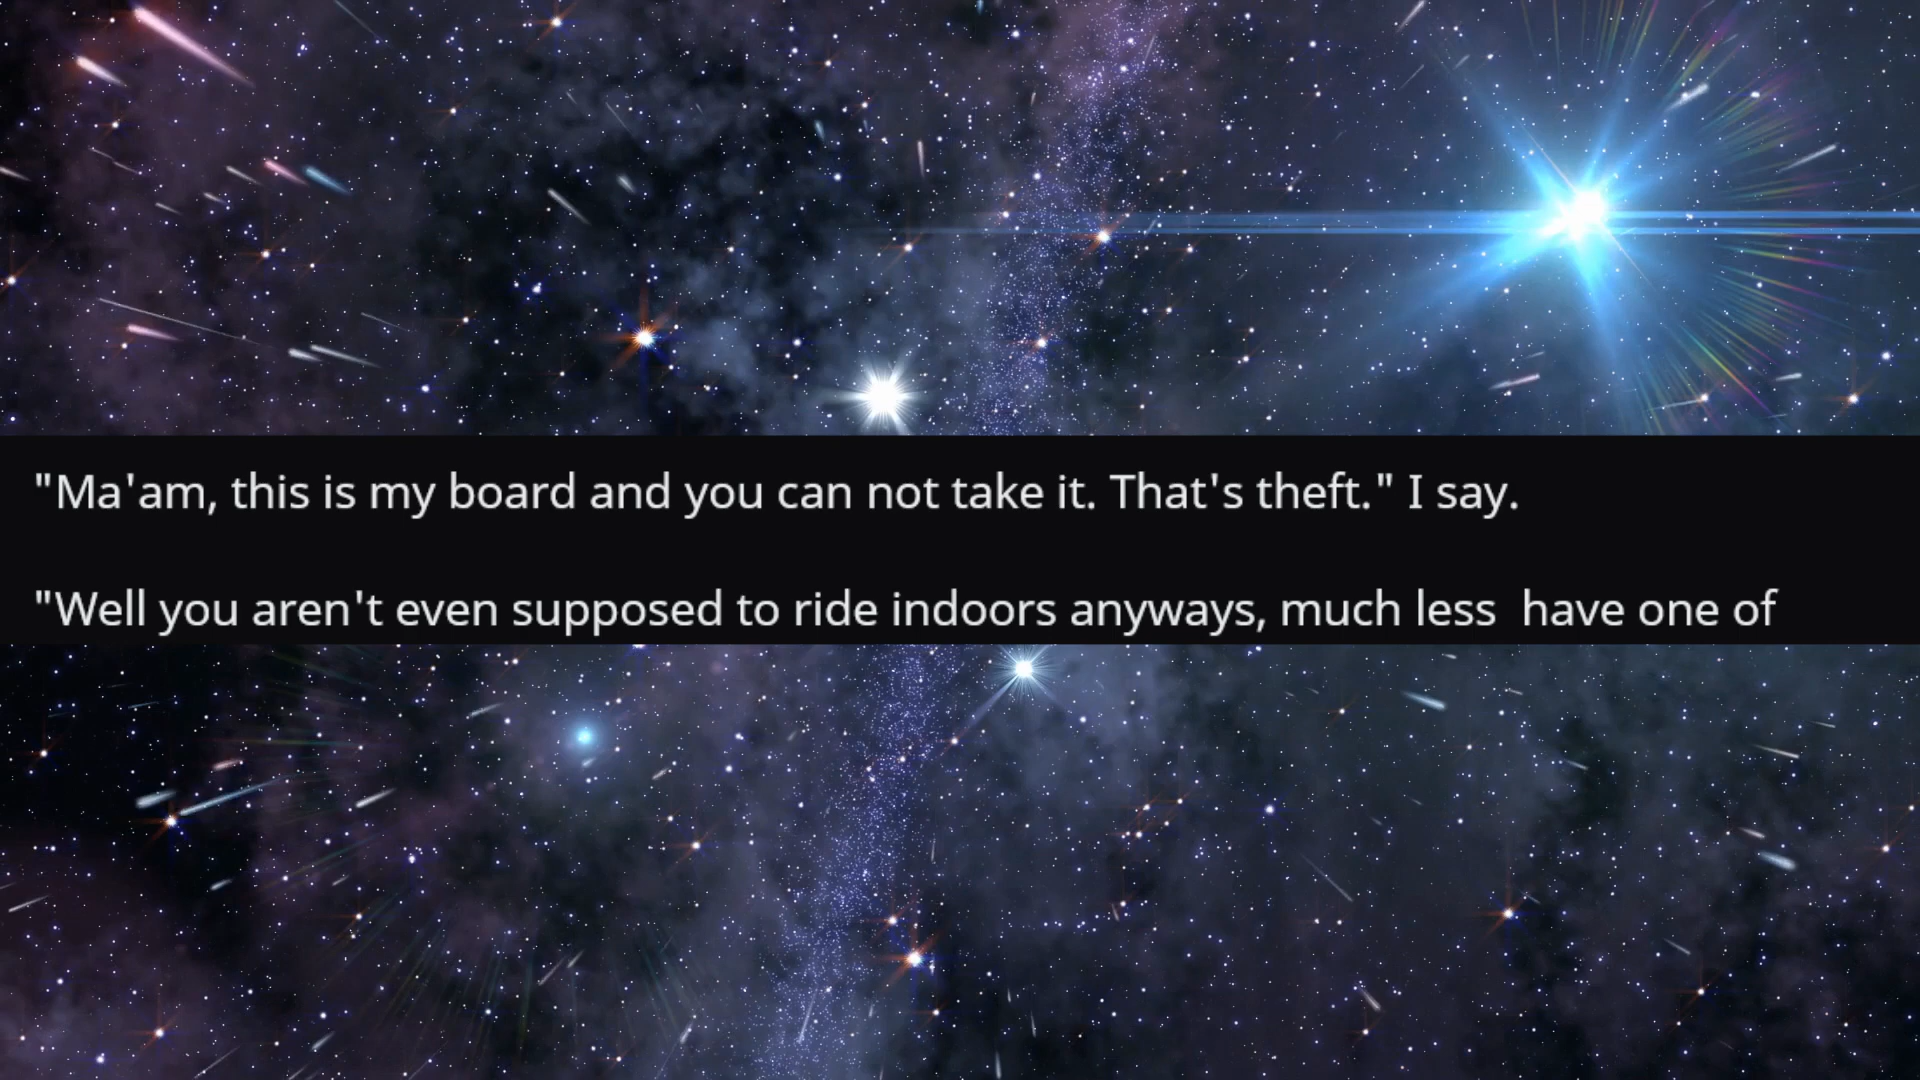 "Ma'am, this is my board and you can not take it. That's theft." I say.
"Well you aren't even supposed to ride indoors anyways, much less  have one of